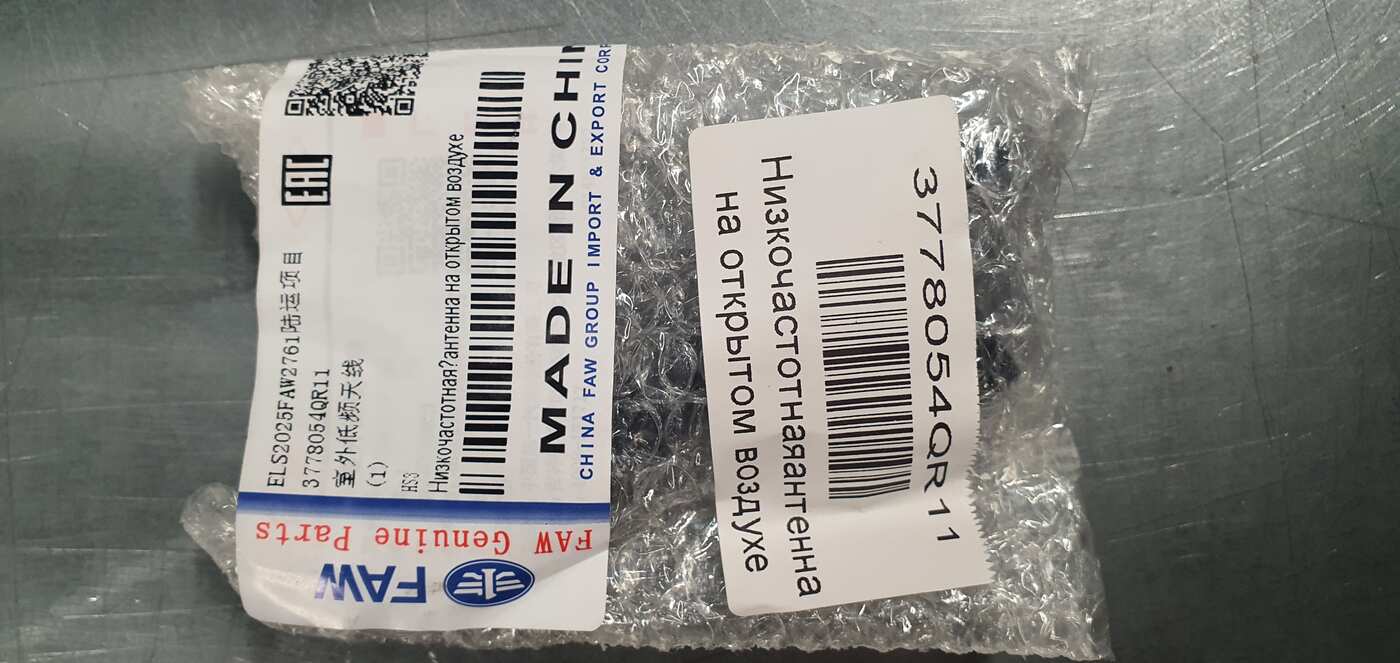 FAW
FAW Genuine Parts
ELS2025FAW2761陆运项目
3778054QR11
室外低频天线
(1)
HS3
Низкочастотная?антенна на открытом воздухе
EAC
MADE IN CHIN
CHINA FAW GROUP IMPORT & EXPORT CORP
3778054QR11
Низкочастотнаяантенна
на открытом воздухе